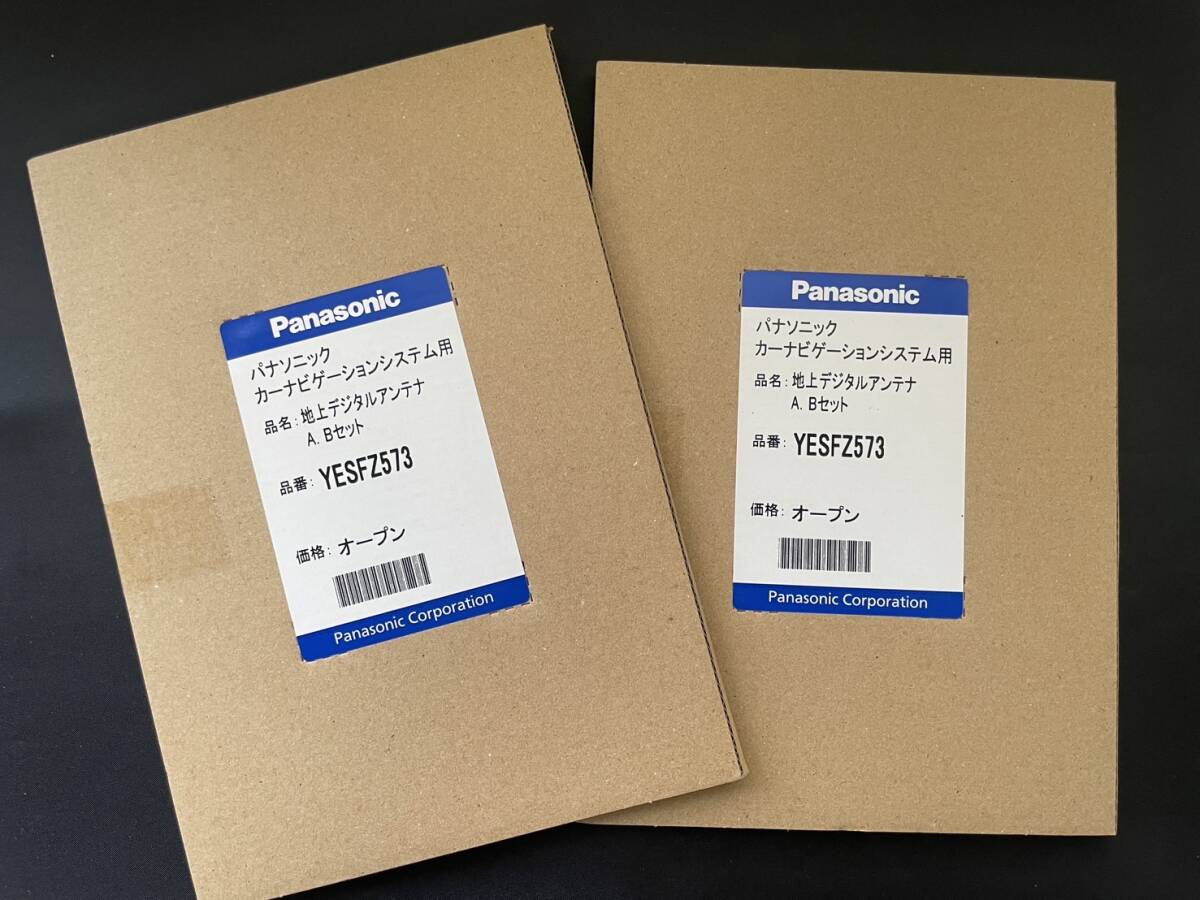 Panasonic
パナソニック
カーナビゲーションシステム用
品名: 地上デジタルアンテナ
A. Bセット
品番: YESFZ573
価格: オープン
Panasonic Corporation
Panasonic
パナソニック
カーナビゲーションシステム用
品名: 地上デジタルアンテナ
A. Bセット
品番: YESFZ573
価格: オープン
Panasonic Corporation